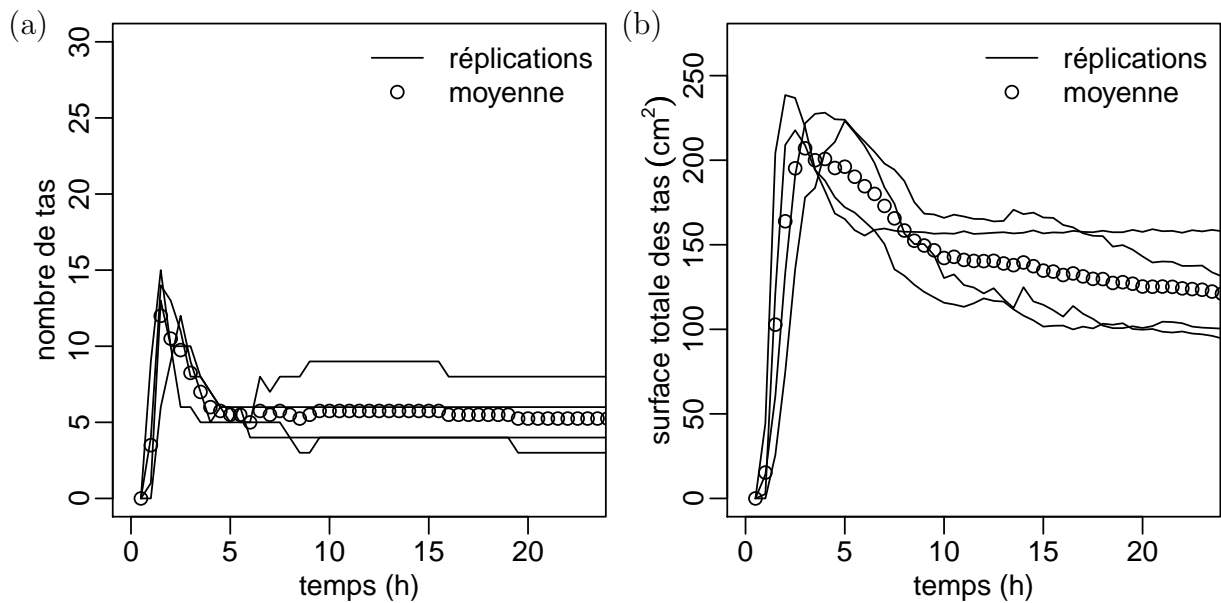 (a)
réplications
moyenne
nombre de tas
0
5
10
15
20
25
30
0
5
10
15
20
temps (h)
(b)
réplications
moyenne
surface totale des tas (cm²)
0
50
100
150
200
250
0
5
10
15
20
temps (h)